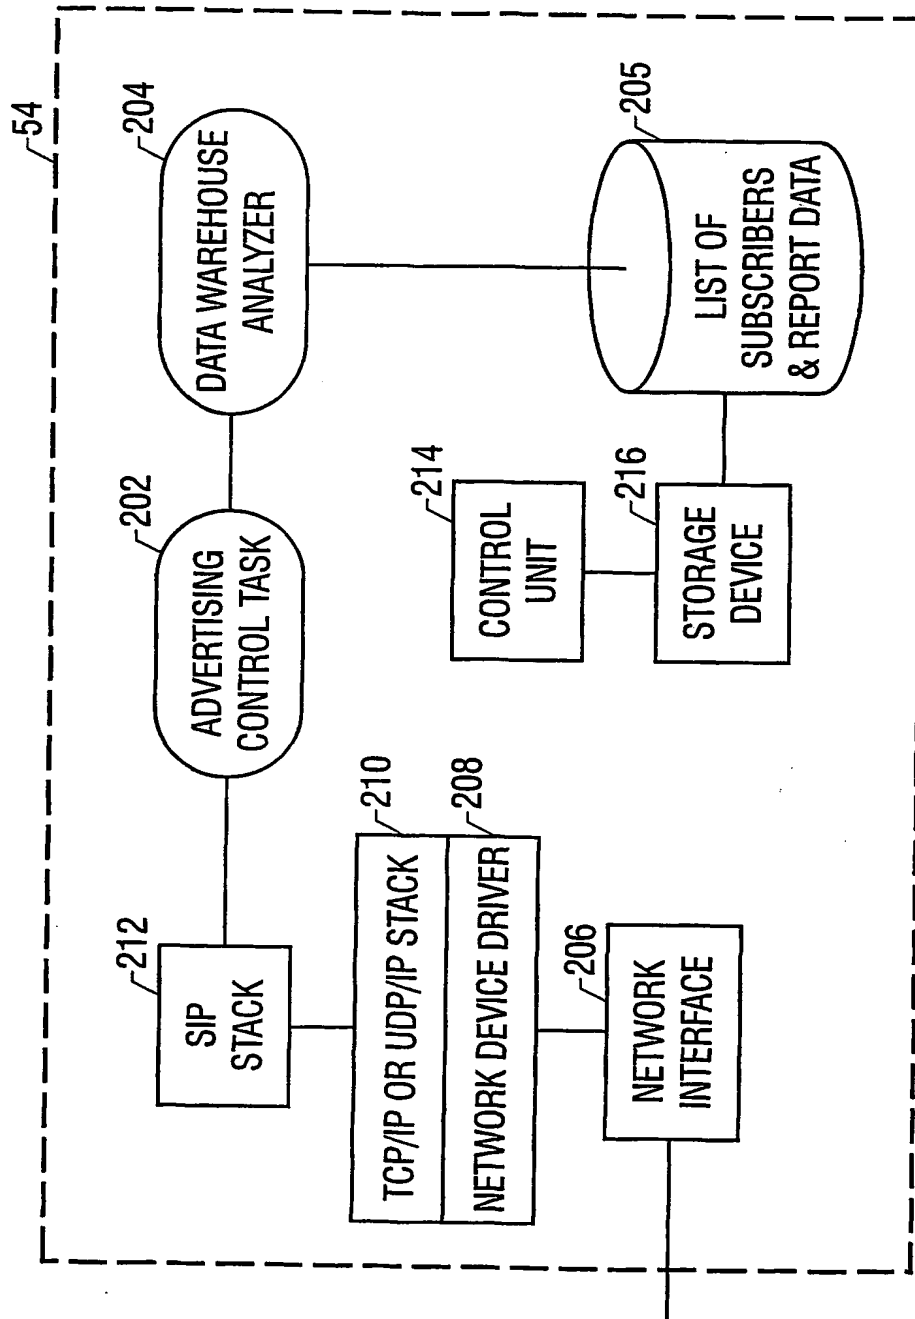 54
212
SIP
STACK
202
ADVERTISING
CONTROL TASK
204
DATA WAREHOUSE
ANALYZER
210
TCP/IP OR UDP/IP STACK
208
NETWORK DEVICE DRIVER
206
NETWORK
INTERFACE
214
CONTROL
UNIT
216
STORAGE
DEVICE
205
LIST OF
SUBSCRIBERS
& REPORT DATA